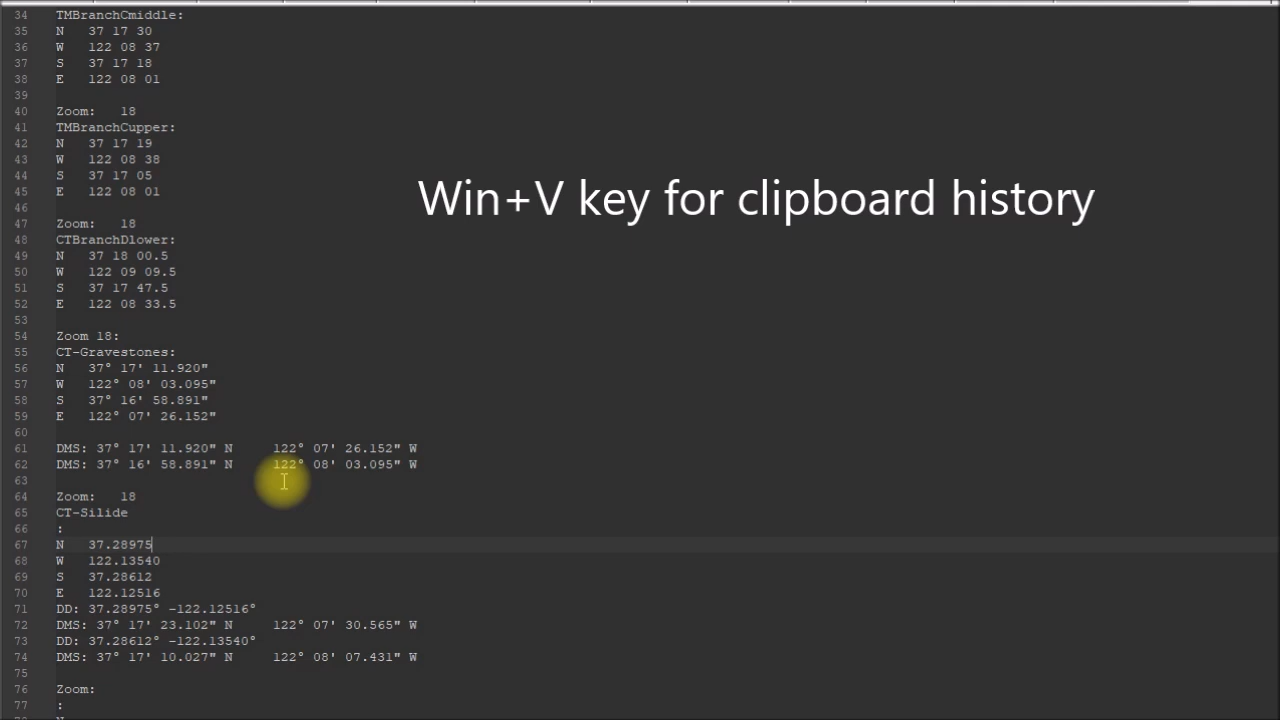 34 TMBranchCmiddle:
35 N 37 17 30
36 W 122 08 37
37 S 37 17 18
38 E 122 08 01
39
40 Zoom: 18
41 TMBranchCupper:
42 N 37 17 19
43 W 122 08 38
44 S 37 17 05
45 E 122 08 01
Win+V key for clipboard history
46
47 Zoom: 18
48 CTBranchDlower:
49 N 37 18 00.5
50 W 122 09 09.5
51 S 37 17 47.5
52 E 122 08 33.5
53
54 Zoom 18:
55 CT-Gravestones:
56 N 37° 17' 11.920"
57 W 122° 08' 03.095"
58 S 37° 16' 58.891"
59 E 122° 07' 26.152"
60
61 DMS: 37° 17' 11.920" N 122° 07' 26.152" W
62 DMS: 37° 16' 58.891" N 122° 08' 03.095" W
63
64 Zoom: 18
65 CT-Silide
66 :
67 N 37.28975
68 W 122.13540
69 S 37.28612
70 E 122.12516
71 DD: 37.28975° -122.12516°
72 DMS: 37° 17' 23.102" N 122° 07' 30.565" W
73 DD: 37.28612° -122.13540°
74 DMS: 37° 17' 10.027" N 122° 08' 07.431" W
75
76 Zoom:
77 :